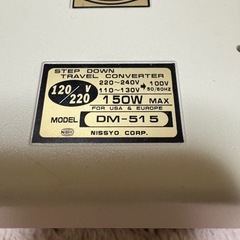 STEP DOWN
TRAVEL CONVERTER
120/220 V
220~240V → 100V
110~130V 50/60HZ
150W MAX
FOR USA & EUROPE
MODEL DM-515
NISSYO CORP.